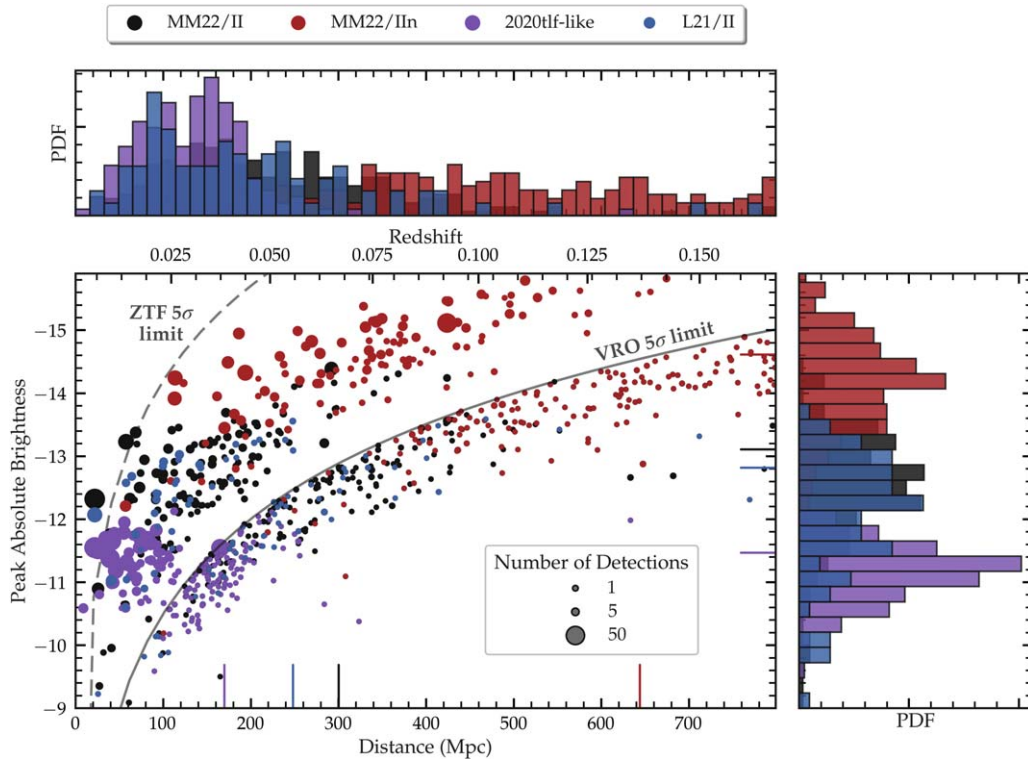 MM22/II MM22/IIn 2020tlf-like L21/II
PDF
Redshift
0.025 0.050 0.075 0.100 0.125 0.150
ZTF 5σ
limit
VRO 5σ limit
−15
−14
−13
−12
−11
−10
−9
Peak Absolute Brightness
Number of Detections
1
5
50
0 100 200 300 400 500 600 700
Distance (Mpc)
PDF